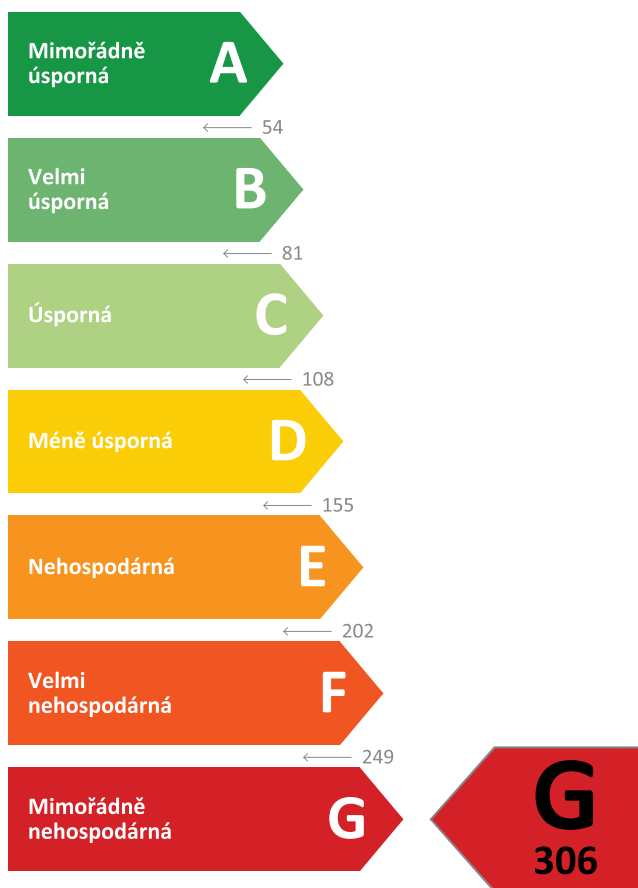 Mimořádně
úsporná
A
54
Velmi
úsporná
B
81
Úsporná
C
108
Méně úsporná
D
155
Nehospodárná
E
202
Velmi
nehospodárná
F
249
Mimořádně
nehospodárná
G
G
306